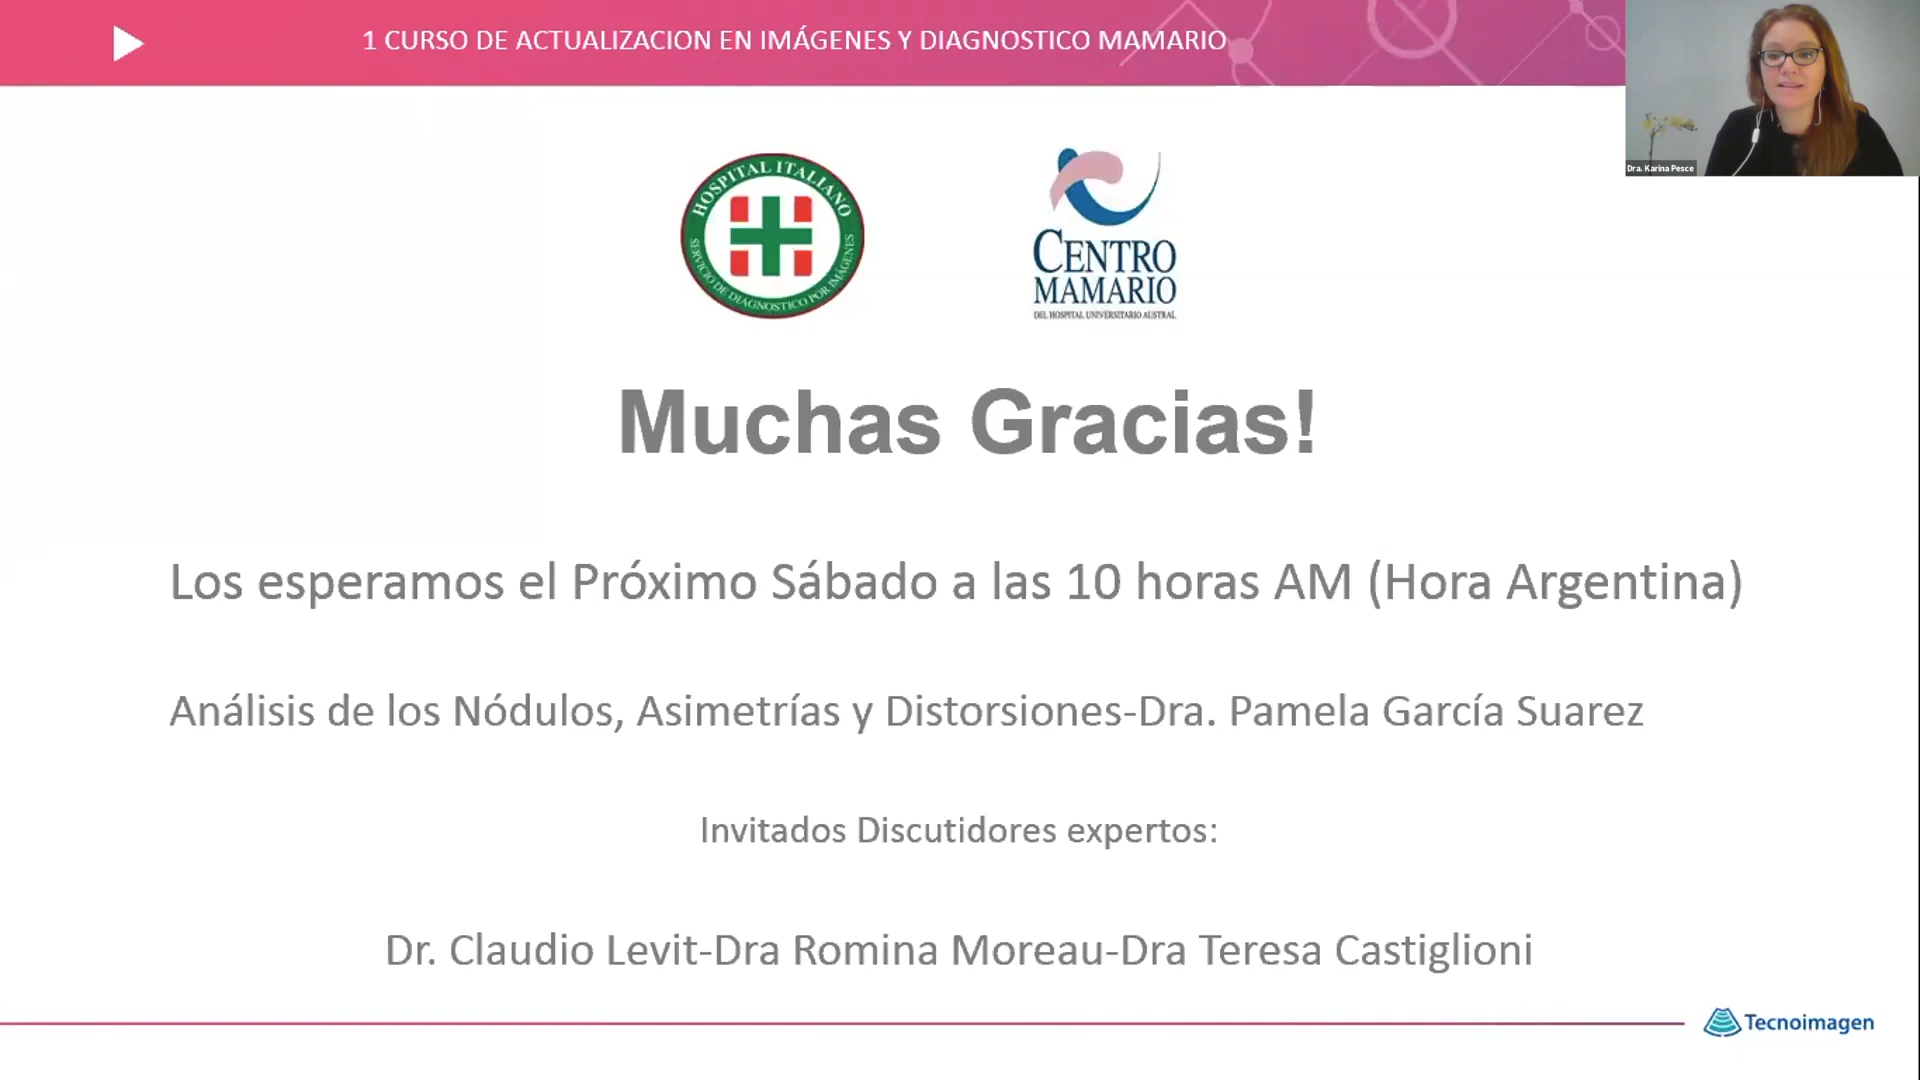 1 CURSO DE ACTUALIZACION EN IMÁGENES Y DIAGNOSTICO MAMARIO
Dra. Karina Pesce
HOSPITAL ITALIANO
SERVICIO DE DIAGNOSTICO POR IMÁGENES
CENTRO
MAMARIO
DEL HOSPITAL UNIVERSITARIO AUSTRAL
Muchas Gracias!
Los esperamos el Próximo Sábado a las 10 horas AM (Hora Argentina)
Análisis de los Nódulos, Asimetrías y Distorsiones-Dra. Pamela García Suarez
Invitados Discutidores expertos:
Dr. Claudio Levit-Dra Romina Moreau-Dra Teresa Castiglioni
Tecnoimagen